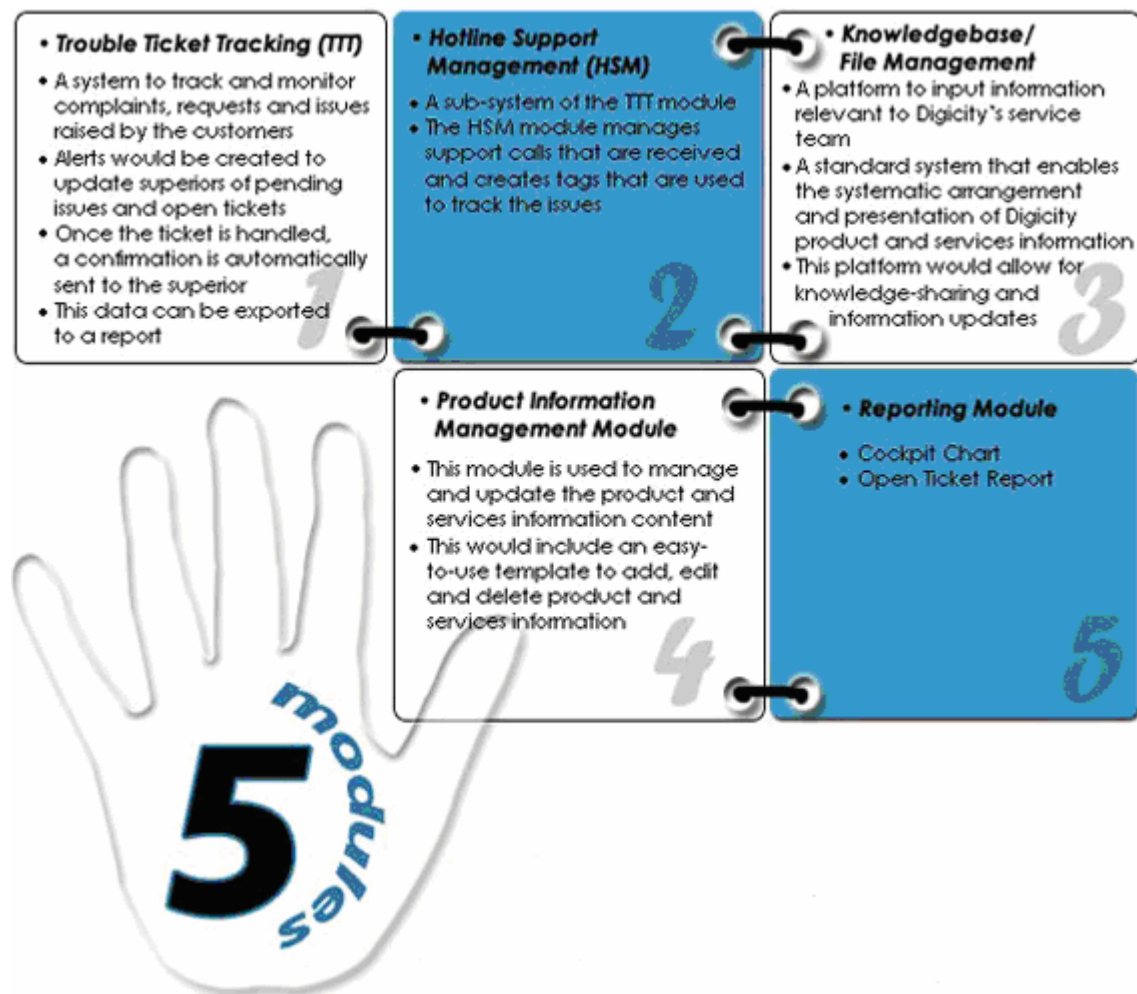 • Trouble Ticket Tracking (TTT)
• A system to track and monitor
complaints, requests and issues
raised by the customers
• Alerts would be created to
update superiors of pending
issues and open tickets
• Once the ticket is handled,
a confirmation is automatically
sent to the superior
• This data can be exported
to a report
1
• Hotline Support
Management (HSM)
• A sub-system of the TTT module
• The HSM module manages
support calls that are received
and creates tags that are used
to track the issues
2
• Knowledgebase/
File Management
• A platform to input information
relevant to Digicity's service
team
• A standard system that enables
the systematic arrangement
and presentation of Digicity
product and services information
• This platform would allow for
knowledge-sharing and
information updates
3
• Product Information
Management Module
• This module is used to manage
and update the product and
services information content
• This would include an easy-
to-use template to add, edit
and delete product and
services information
4
• Reporting Module
• Cockpit Chart
• Open Ticket Report
5
5
modules